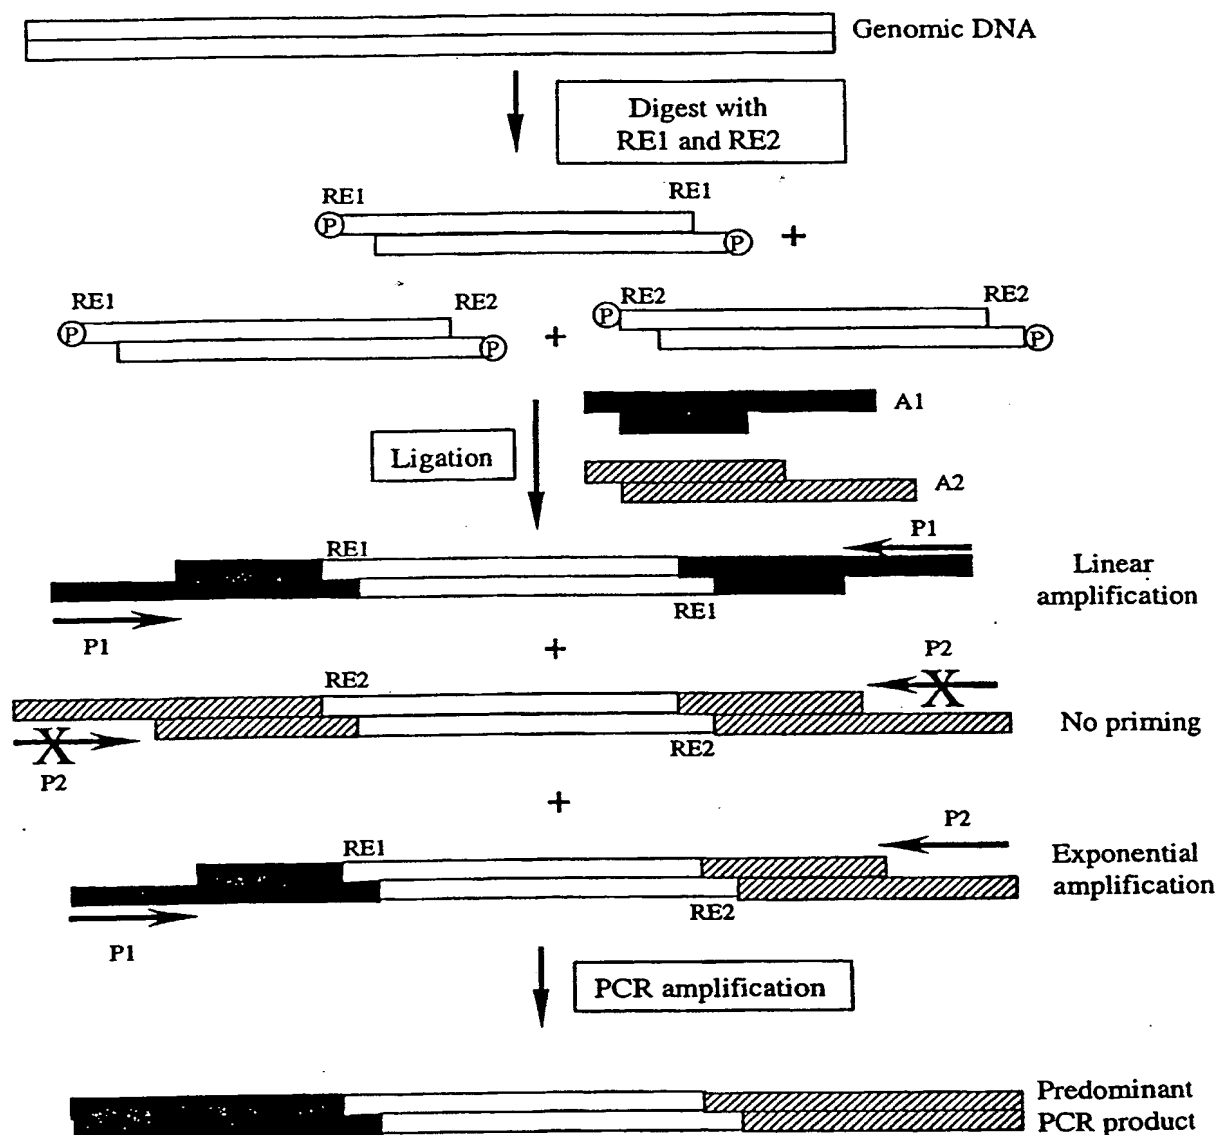 Genomic DNA
Digest with
RE1 and RE2
RE1 RE1
P P +
RE1 RE2 RE2 RE2
P P + P P
A1
Ligation
A2
P1
RE1
Linear
amplification
RE1
P1
+
P2
RE2
X
No priming
RE2
X
P2
+
P2
RE1
Exponential
amplification
RE2
P1
PCR amplification
Predominant
PCR product